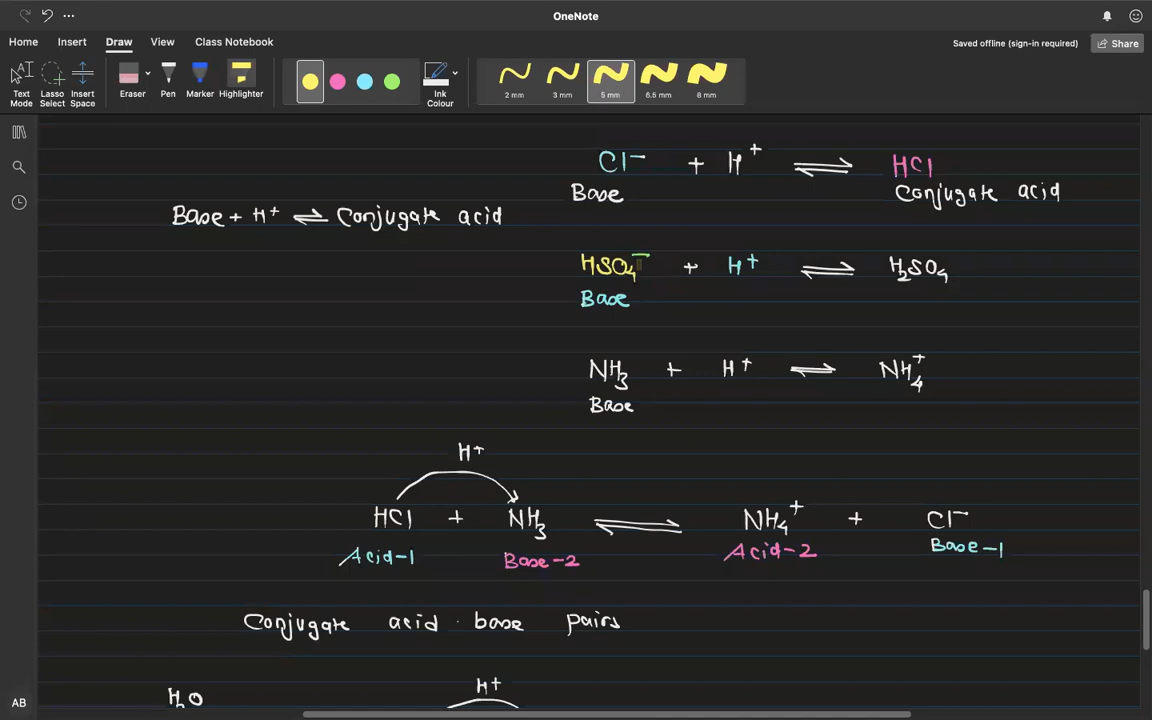 OneNote
Home Insert Draw View Class Notebook
Saved offline (sign-in required) Share
Text Mode
Lasso Select
Insert Space
Eraser
Pen
Marker
Highlighter
Ink Colour
2 mm 3 mm 5 mm 6.5 mm 8 mm
Cl⁻ + H⁺ ⇌ HCl
Base Conjugate acid
Base + H⁺ ⇌ Conjugate acid
HSO₄⁻ + H⁺ ⇌ H₂SO₄
Base
NH₃ + H⁺ ⇌ NH₄⁺
Base
H⁺
HCl + NH₃ ⇌ NH₄⁺ + Cl⁻
Acid-1 Base-2 Acid-2 Base-1
Conjugate acid · base pairs
H⁺
H₂O
AB